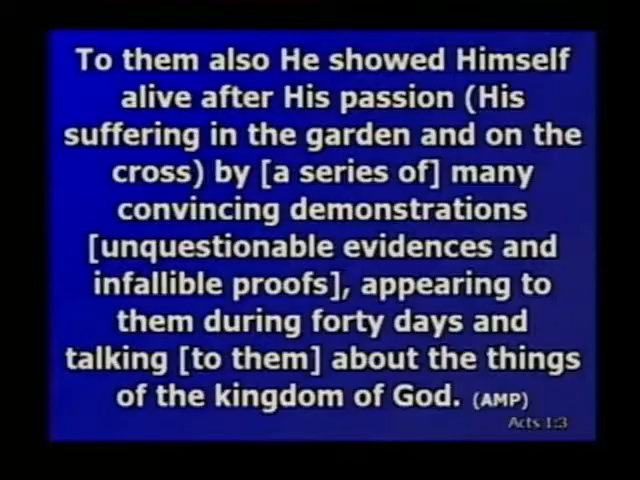 To them also He showed Himself
alive after His passion (His
suffering in the garden and on the
cross) by [a series of] many
convincing demonstrations
[unquestionable evidences and
infallible proofs], appearing to
them during forty days and
talking [to them] about the things
of the kingdom of God. (AMP)
Acts 1:3